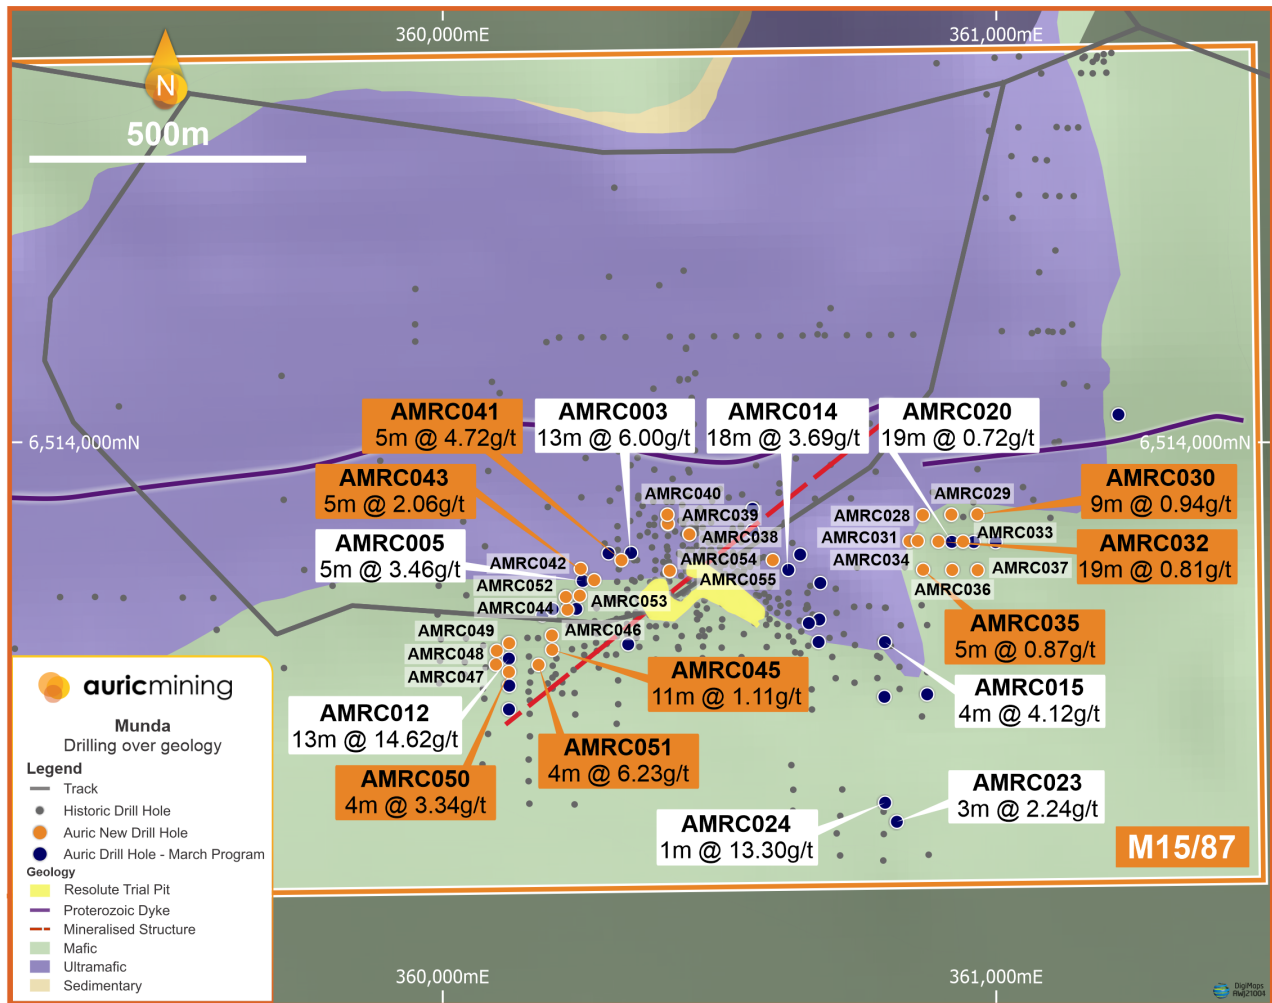 360,000mE
361,000mE
N
500m
AMRC041
5m @ 4.72g/t
AMRC003
13m @ 6.00g/t
AMRC014
18m @ 3.69g/t
AMRC020
19m @ 0.72g/t
6,514,000mN
6,514,000mN
AMRC043
5m @ 2.06g/t
AMRC040
AMRC039
AMRC038
AMRC054
AMRC055
AMRC029
AMRC028
AMRC031
AMRC033
AMRC034
AMRC037
AMRC036
AMRC030
9m @ 0.94g/t
AMRC032
19m @ 0.81g/t
AMRC005
5m @ 3.46g/t
AMRC042
AMRC052
AMRC044
AMRC053
AMRC049
AMRC046
AMRC048
AMRC047
AMRC035
5m @ 0.87g/t
AMRC045
11m @ 1.11g/t
AMRC015
4m @ 4.12g/t
AMRC012
13m @ 14.62g/t
AMRC051
4m @ 6.23g/t
AMRC050
4m @ 3.34g/t
AMRC023
3m @ 2.24g/t
AMRC024
1m @ 13.30g/t
M15/87
auricmining
Munda
Drilling over geology
Legend
Track
Historic Drill Hole
Auric New Drill Hole
Auric Drill Hole - March Program
Geology
Resolute Trial Pit
Proterozoic Dyke
Mineralised Structure
Mafic
Ultramafic
Sedimentary
360,000mE
361,000mE
DigiMaps
AWJ21004